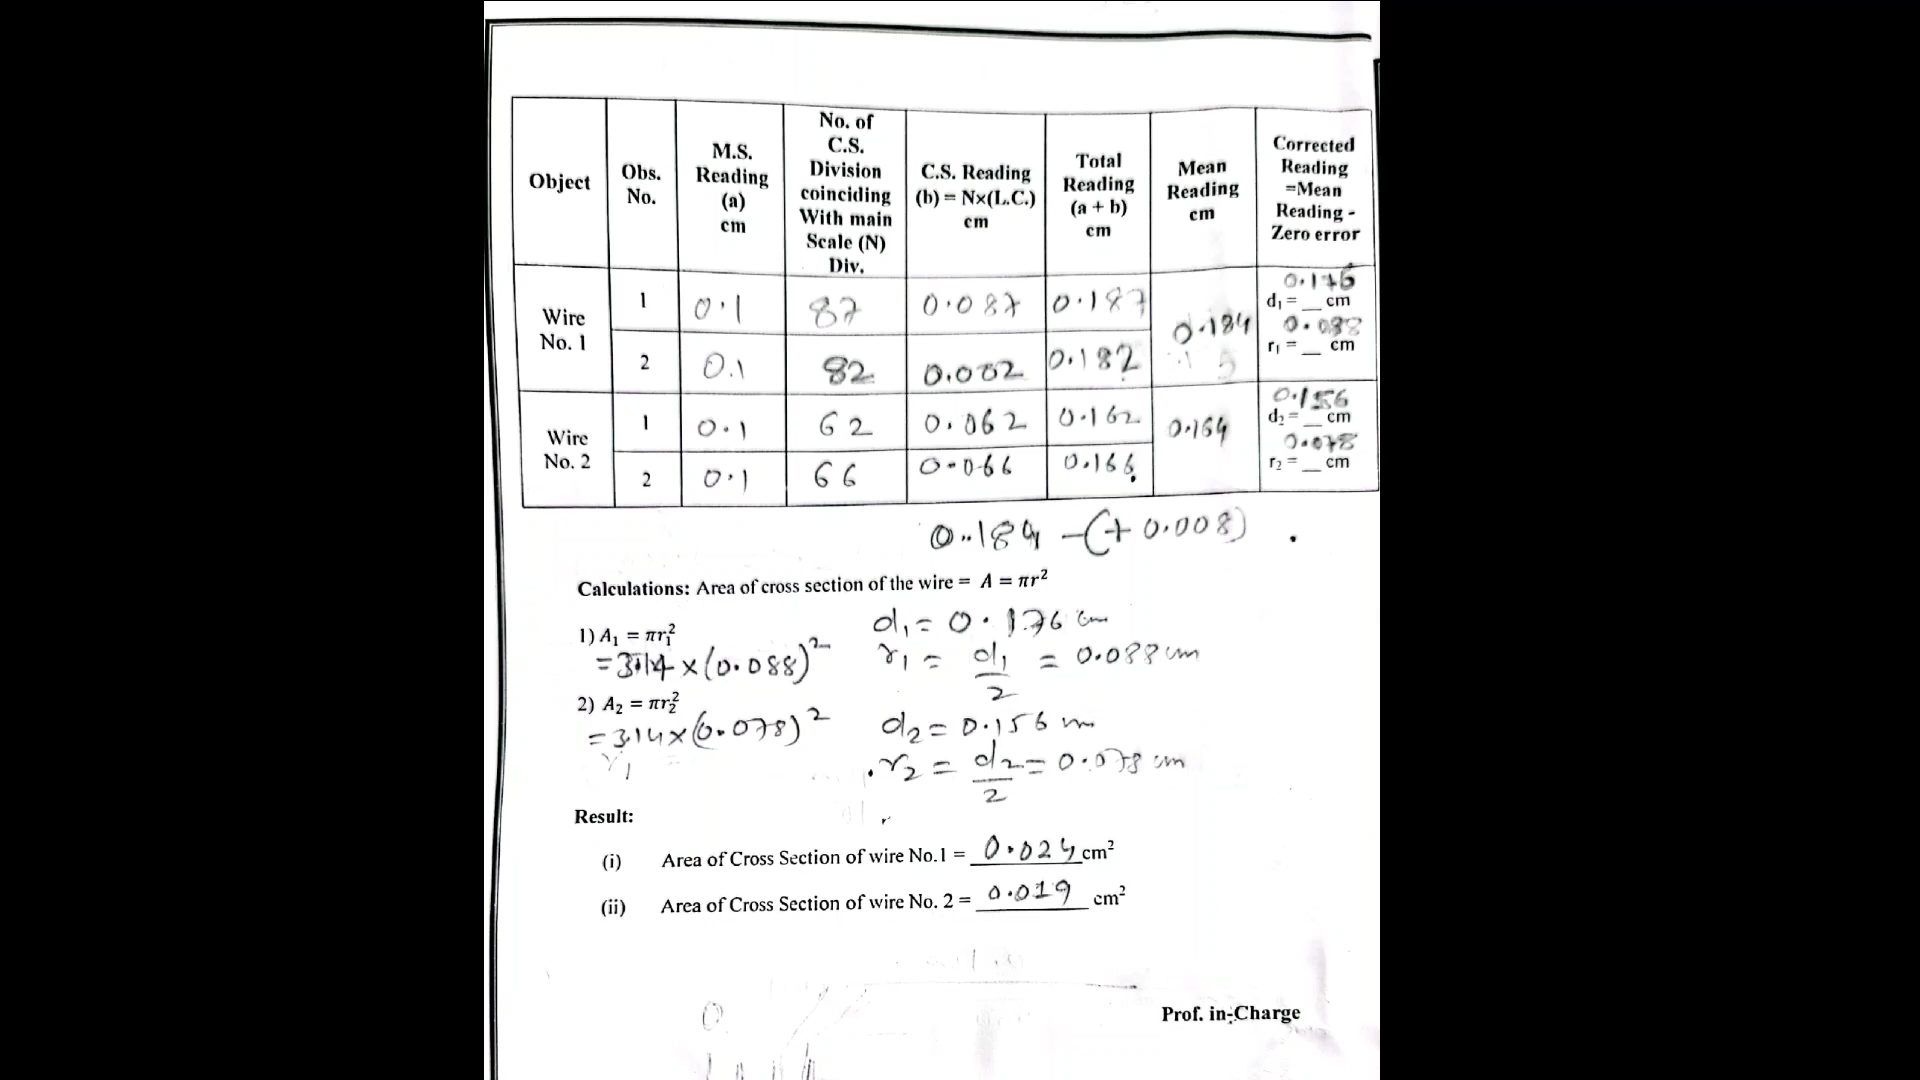 Object
Obs. No.
M.S. Reading (a) cm
No. of C.S. Division coinciding With main Scale (N) Div.
C.S. Reading (b) = N×(L.C.) cm
Total Reading (a + b) cm
Mean Reading cm
Corrected Reading =Mean Reading - Zero error
Wire No. 1
1 0.1 87 0.087 0.187
2 0.1 82 0.082 0.182
0.184
0.176
d₁ = __ cm
0.088
r₁ = __ cm
Wire No. 2
1 0.1 62 0.062 0.162
2 0.1 66 0.066 0.166
0.164
0.156
d₂ = __ cm
0.078
r₂ = __ cm
0.184 -(+ 0.008)
Calculations: Area of cross section of the wire = A = πr²
1) A₁ = πr₁²
= 3.14 × (0.088)²
d₁ = 0.176 cm
r₁ = d₁/2 = 0.088 cm
2) A₂ = πr₂²
= 3.14 × (0.078)²
d₂ = 0.156 m
r₂ = d₂/2 = 0.078 cm
Result:
(i) Area of Cross Section of wire No.1 = 0.024 cm²
(ii) Area of Cross Section of wire No. 2 = 0.019 cm²
Prof. in-Charge